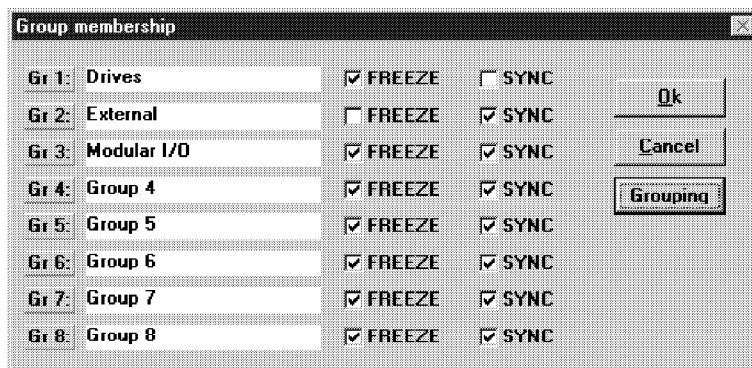 Group membership
Gr 1: Drives FREEZE SYNC
Ok
Gr 2: External FREEZE SYNC
Gr 3: Modular I/O FREEZE SYNC
Cancel
Gr 4: Group 4 FREEZE SYNC
Grouping
Gr 5: Group 5 FREEZE SYNC
Gr 6: Group 6 FREEZE SYNC
Gr 7: Group 7 FREEZE SYNC
Gr 8: Group 8 FREEZE SYNC